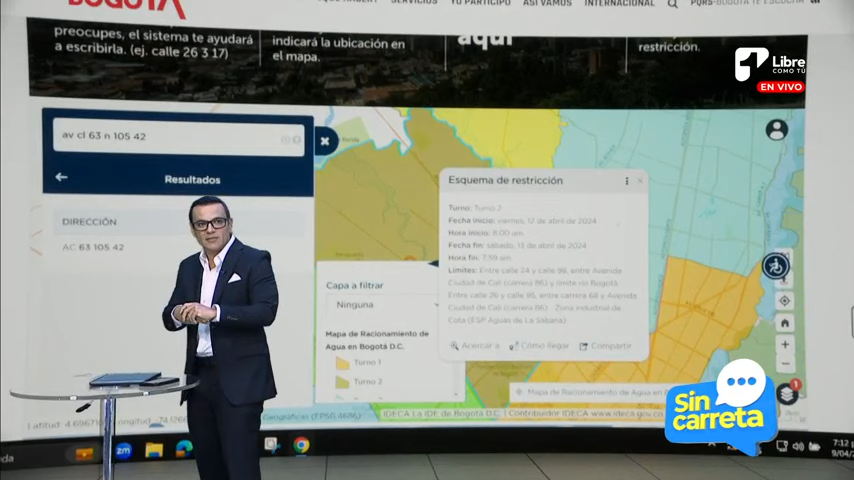 BOGOTÁ
SERVICIOS
YO PARTICIPO
ASÍ VAMOS
INTERNACIONAL
preocupes, el sistema te ayudará
a escribirla. (ej. calle 26 3 17)
indicará la ubicación en
el mapa.
aquí
restricción.
Libre
COMO TÚ
EN VIVO
av cl 63 n 105 42
Resultados
DIRECCIÓN
AC 63 105 42
Esquema de restricción
Turno: Turno 2
Fecha inicio: viernes, 12 de abril de 2024
Hora inicio: 8:00 am
Fecha fin: sábado, 13 de abril de 2024
Hora fin: 7:59 am
Límites: Entre calle 24 y calle 98, entre Avenida
Ciudad de Cali (carrera 86) y límite río Bogotá
Entre calle 26 y calle 95, entre carrera 68 y Avenida
Ciudad de Cali (carrera 86) - Zona industrial de
Cota (ESP Aguas de La Sabana)
Acercar a
Cómo llegar
Compartir
Capa a filtrar
Ninguna
Mapa de Racionamiento de
Agua en Bogotá D.C.
Turno 1
Turno 2
Mapa de Racionamiento de Agua en
IDECA La IDE de Bogotá D.C. | Contribuidor IDECA www.ideca.gov.co
Sin
carreta
1
zm
7:12
9/04/